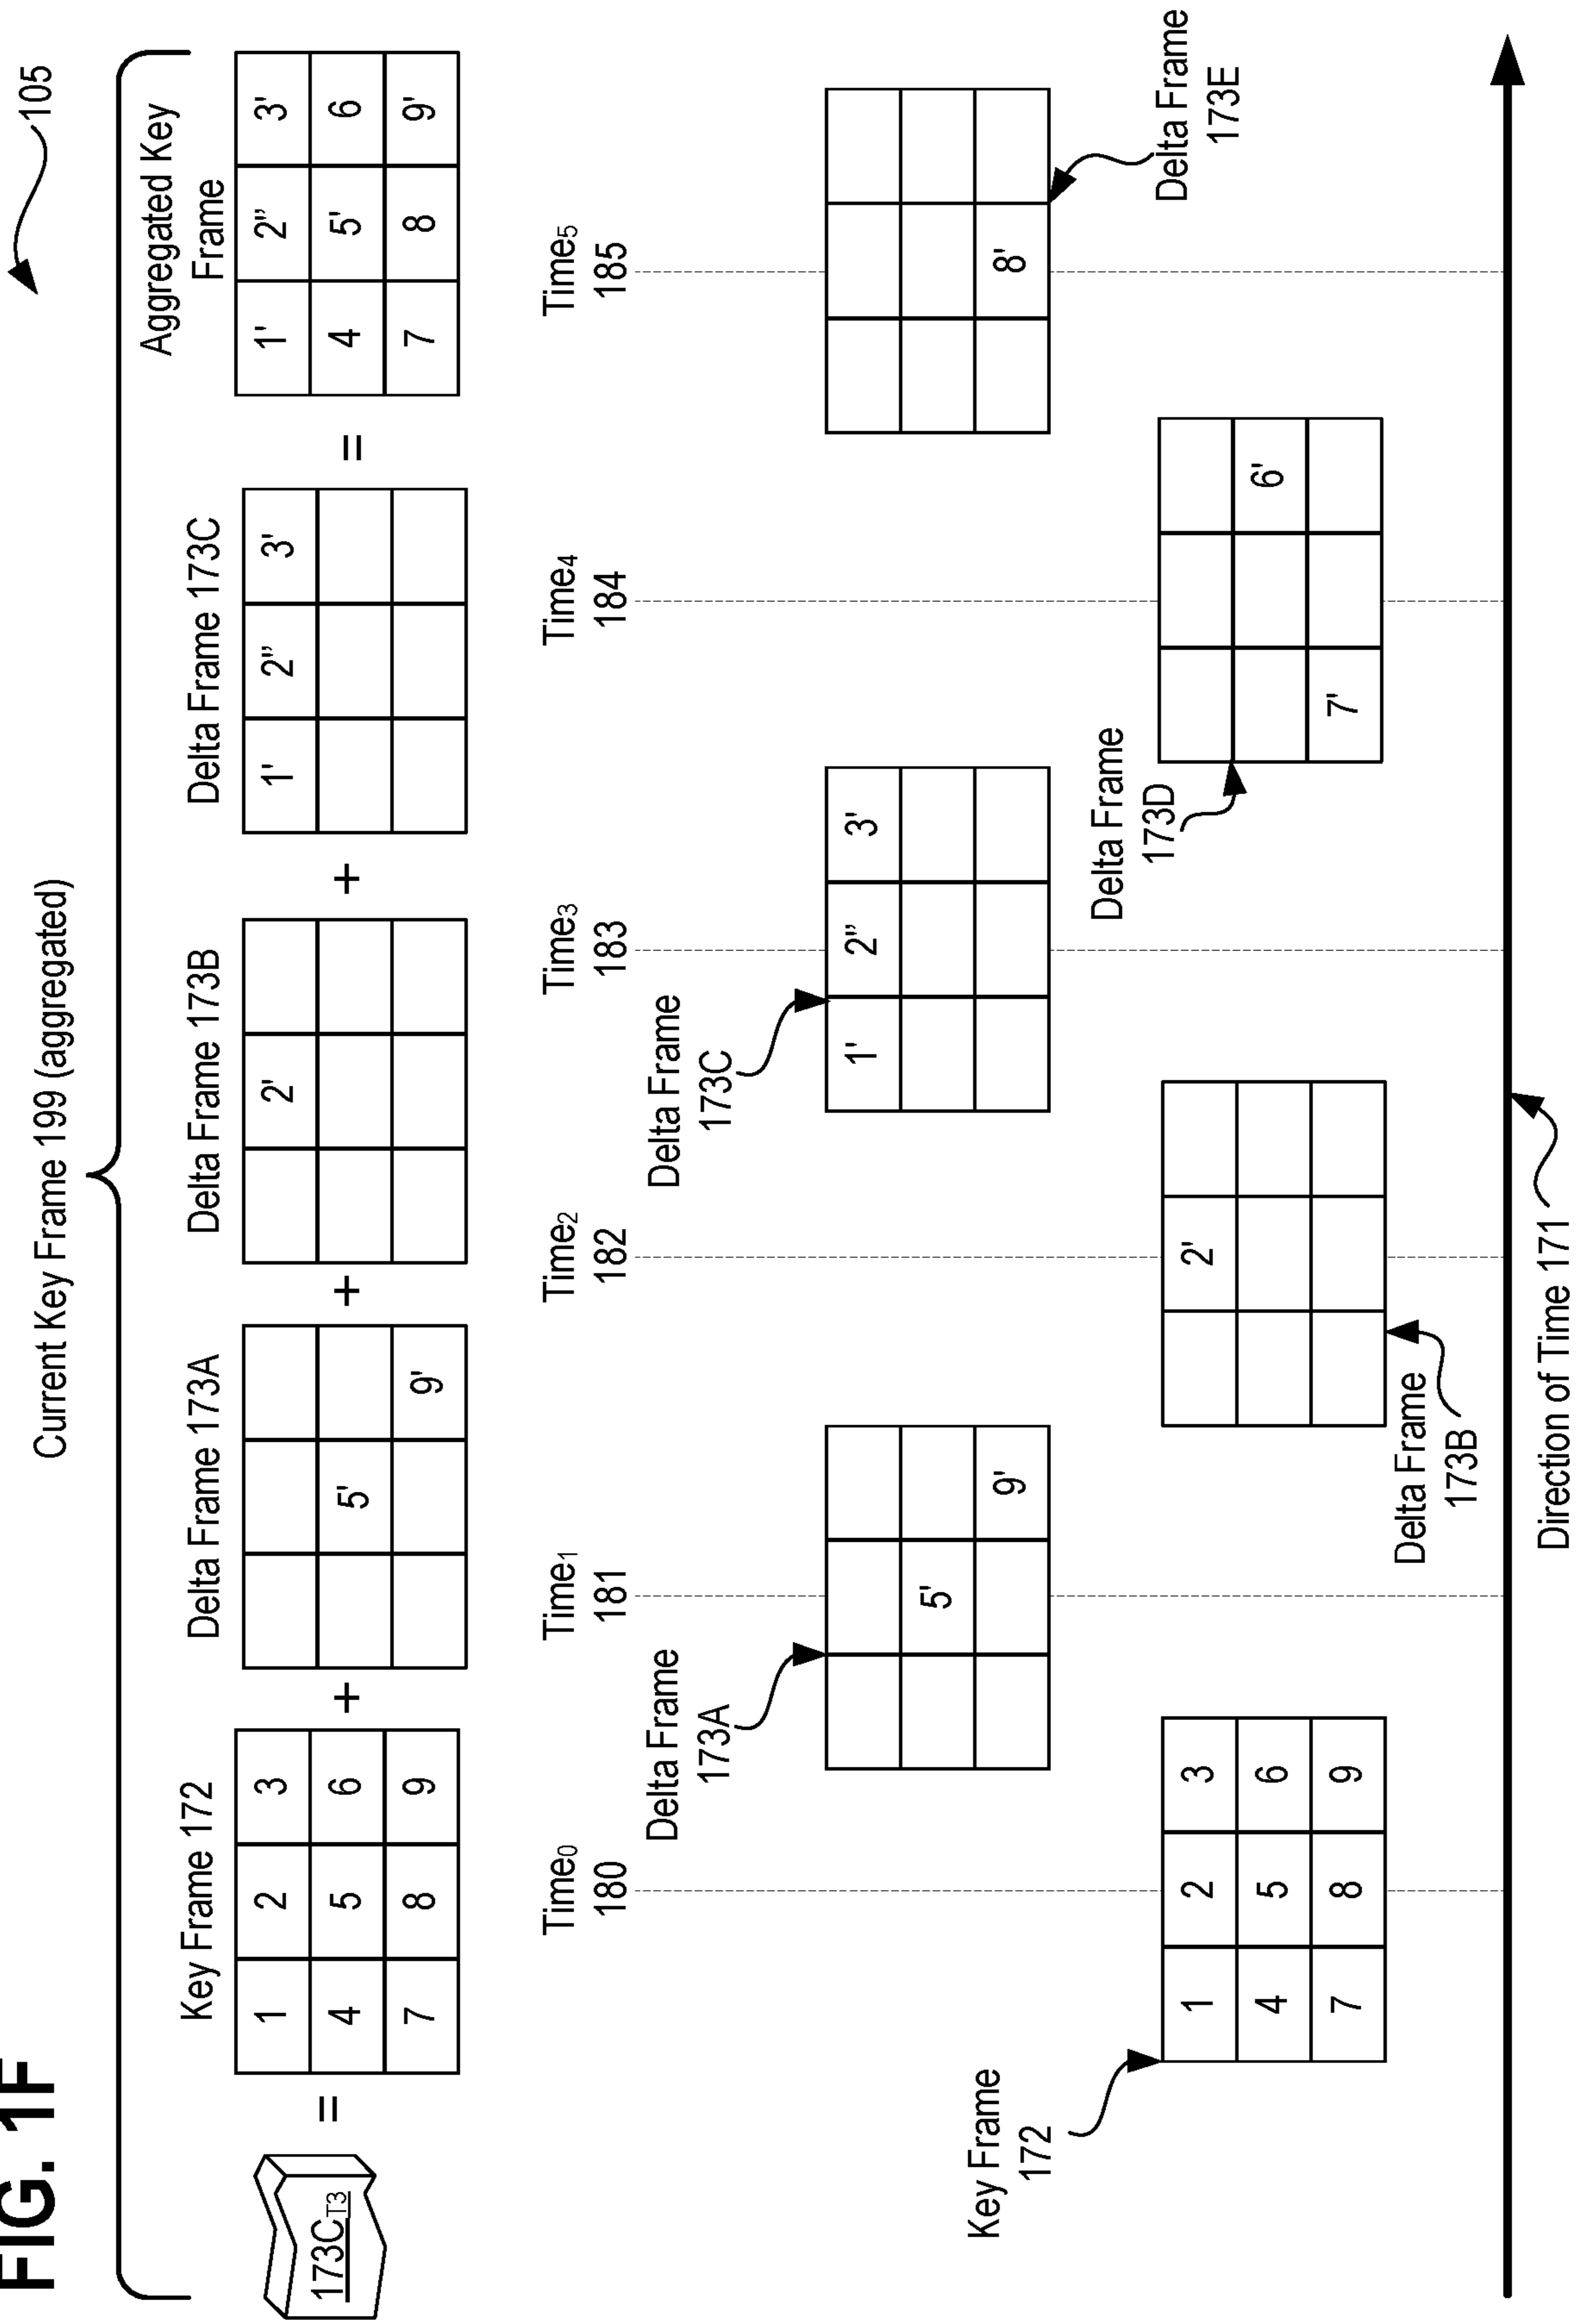 FIG. 1F
105
Current Key Frame 199 (aggregated)
173C_T3
=
Key Frame 172
1 2 3
4 5 6
7 8 9
+
Delta Frame 173A
5'
9'
+
Delta Frame 173B
2'
+
Delta Frame 173C
1' 2" 3'
=
Aggregated Key
Frame
1' 2" 3'
4 5' 6
7 8 9'
Time0
180
Time1
181
Time2
182
Time3
183
Time4
184
Time5
185
Key Frame
172
1 2 3
4 5 6
7 8 9
Delta Frame
173A
5'
9'
Delta Frame
173B
2'
Delta Frame
173C
1' 2" 3'
Delta Frame
173D
6'
7'
Delta Frame
173E
8'
Direction of Time 171